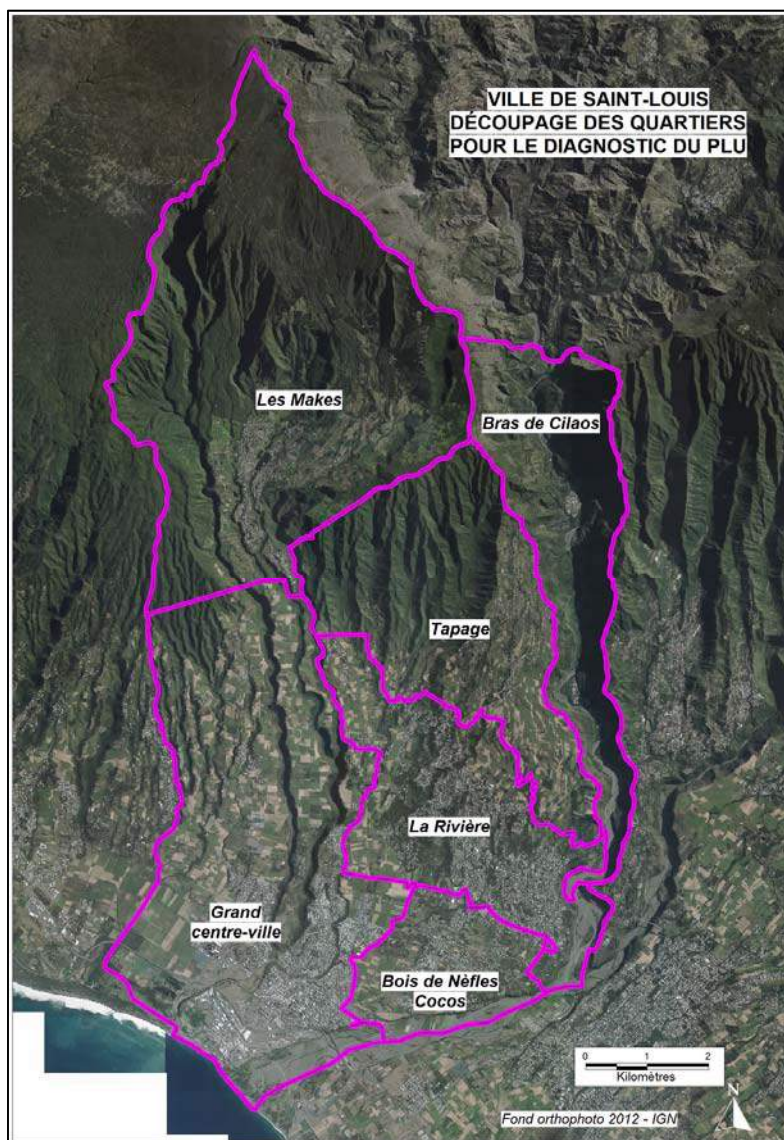 VILLE DE SAINT-LOUIS
DÉCOUPAGE DES QUARTIERS
POUR LE DIAGNOSTIC DU PLU
Les Makes
Bras de Cilaos
Tapage
La Rivière
Grand
centre-ville
Bois de Nèfles
Cocos
0 1 2
Kilomètres
N
Fond orthophoto 2012 - IGN